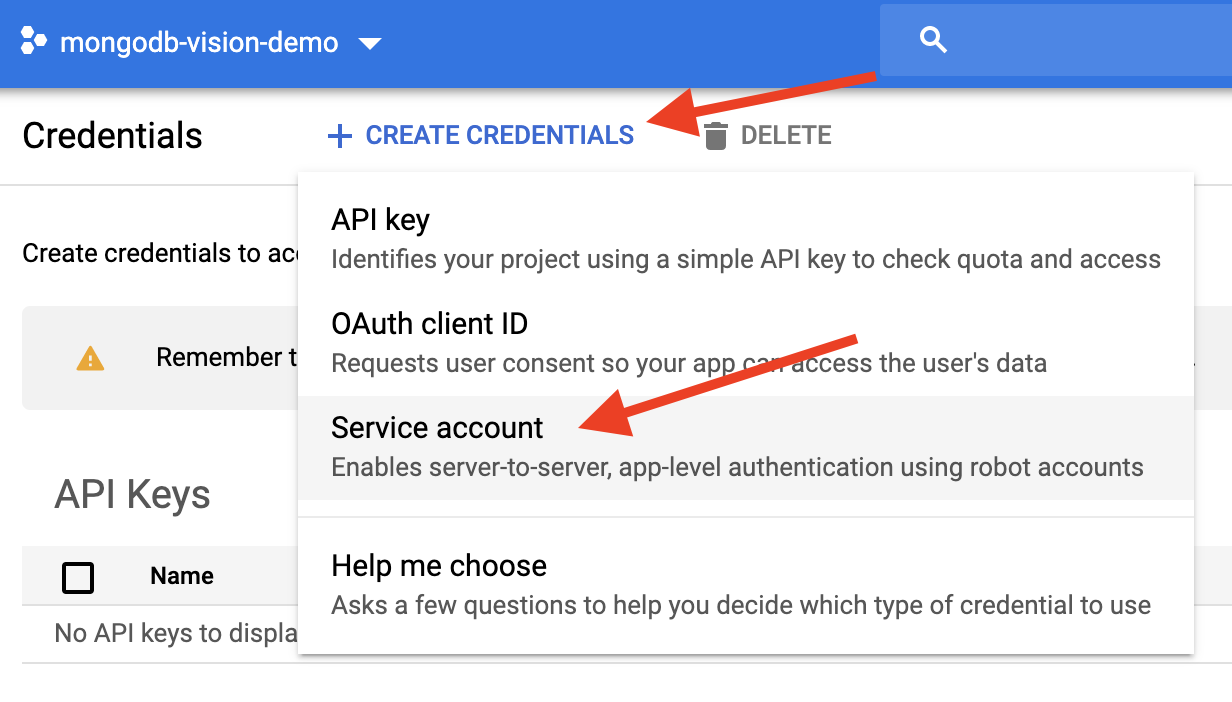 mongodb-vision-demo
Credentials
CREATE CREDENTIALS
DELETE
API key
Identifies your project using a simple API key to check quota and access
Create credentials to acc
OAuth client ID
Requests user consent so your app can access the user's data
Remember t
Service account
Enables server-to-server, app-level authentication using robot accounts
API Keys
Help me choose
Name
Asks a few questions to help you decide which type of credential to use
No API keys to displa